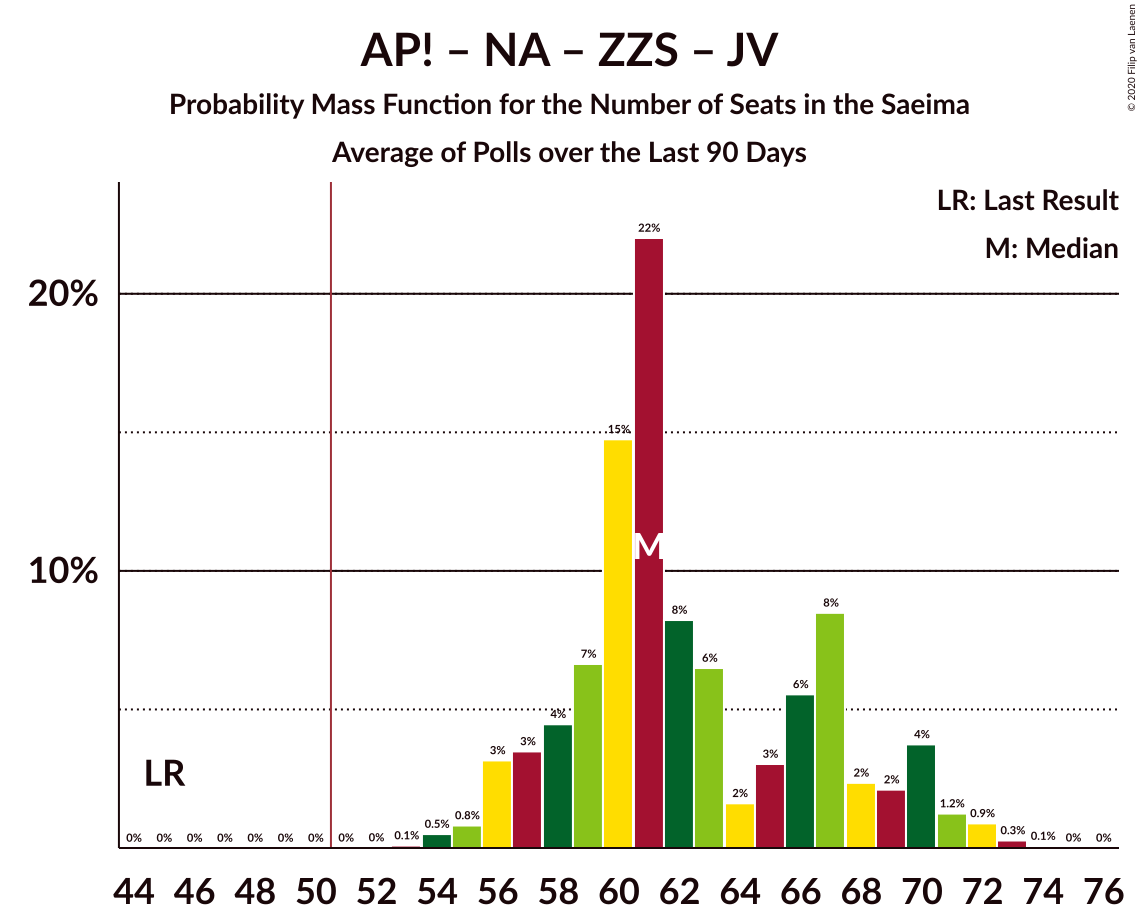 AP! – NA – ZZS – JV
Probability Mass Function for the Number of Seats in the Saeima
Average of Polls over the Last 90 Days
© 2020 Filip van Laenen
LR: Last Result
M: Median
20%
10%
LR
M
0% 0% 0% 0% 0% 0% 0% 0% 0% 0.1% 0.5% 0.8% 3% 3% 4% 7% 15% 22% 8% 6% 2% 3% 6% 8% 2% 2% 4% 1.2% 0.9% 0.3% 0.1% 0% 0%
44 46 48 50 52 54 56 58 60 62 64 66 68 70 72 74 76